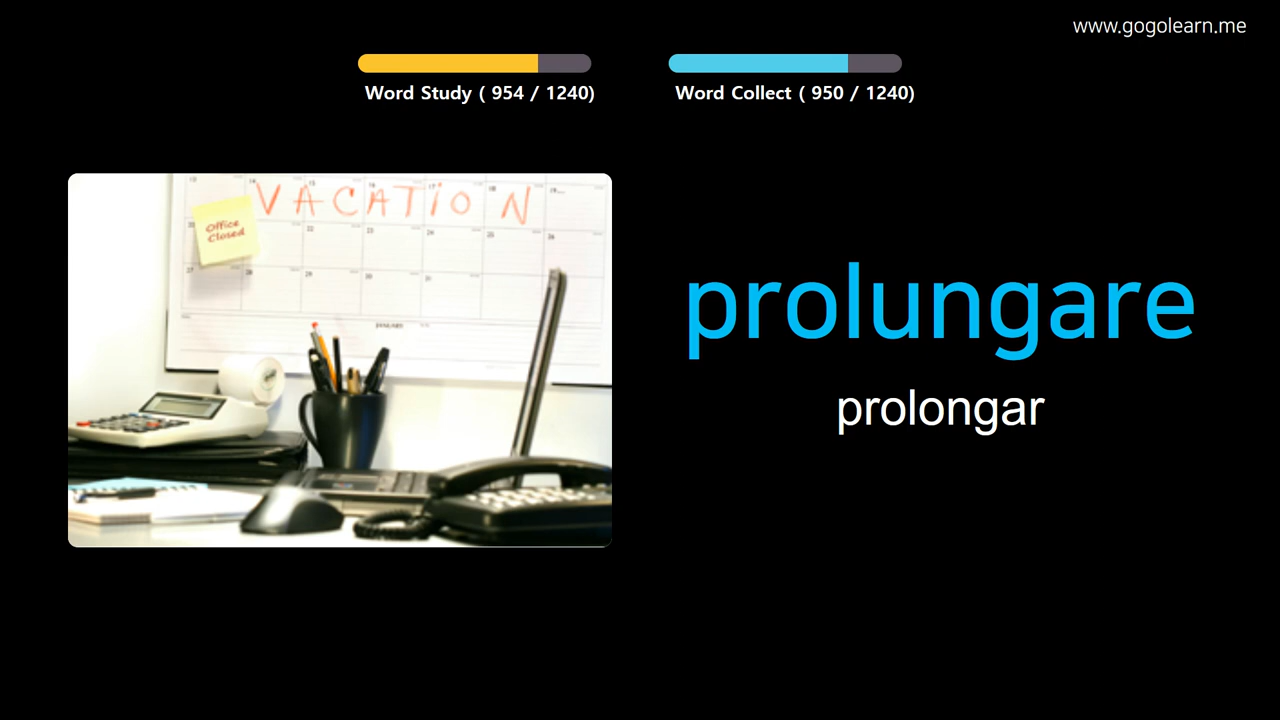 www.gogolearn.me
Word Study ( 954 / 1240)
Word Collect ( 950 / 1240)
VACATION
Office
Closed
prolungare
prolongar